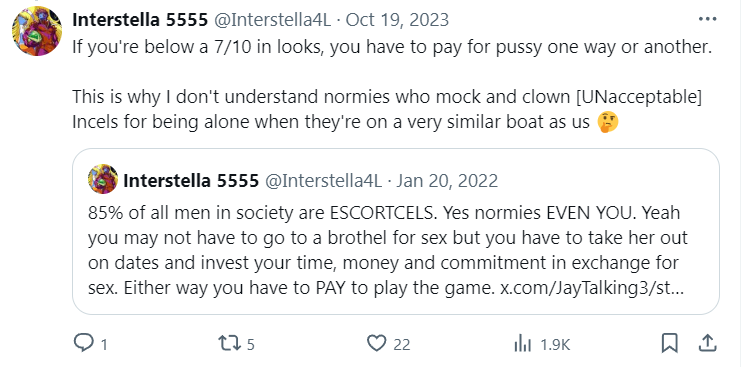 Interstella 5555 @Interstella4L · Oct 19, 2023
If you're below a 7/10 in looks, you have to pay for pussy one way or another.
This is why I don't understand normies who mock and clown [UNacceptable]
Incels for being alone when they're on a very similar boat as us 🤔
Interstella 5555 @Interstella4L · Jan 20, 2022
85% of all men in society are ESCORTCELS. Yes normies EVEN YOU. Yeah
you may not have to go to a brothel for sex but you have to take her out
on dates and invest your time, money and commitment in exchange for
sex. Either way you have to PAY to play the game. x.com/JayTalking3/st...
1 5 22 1.9K